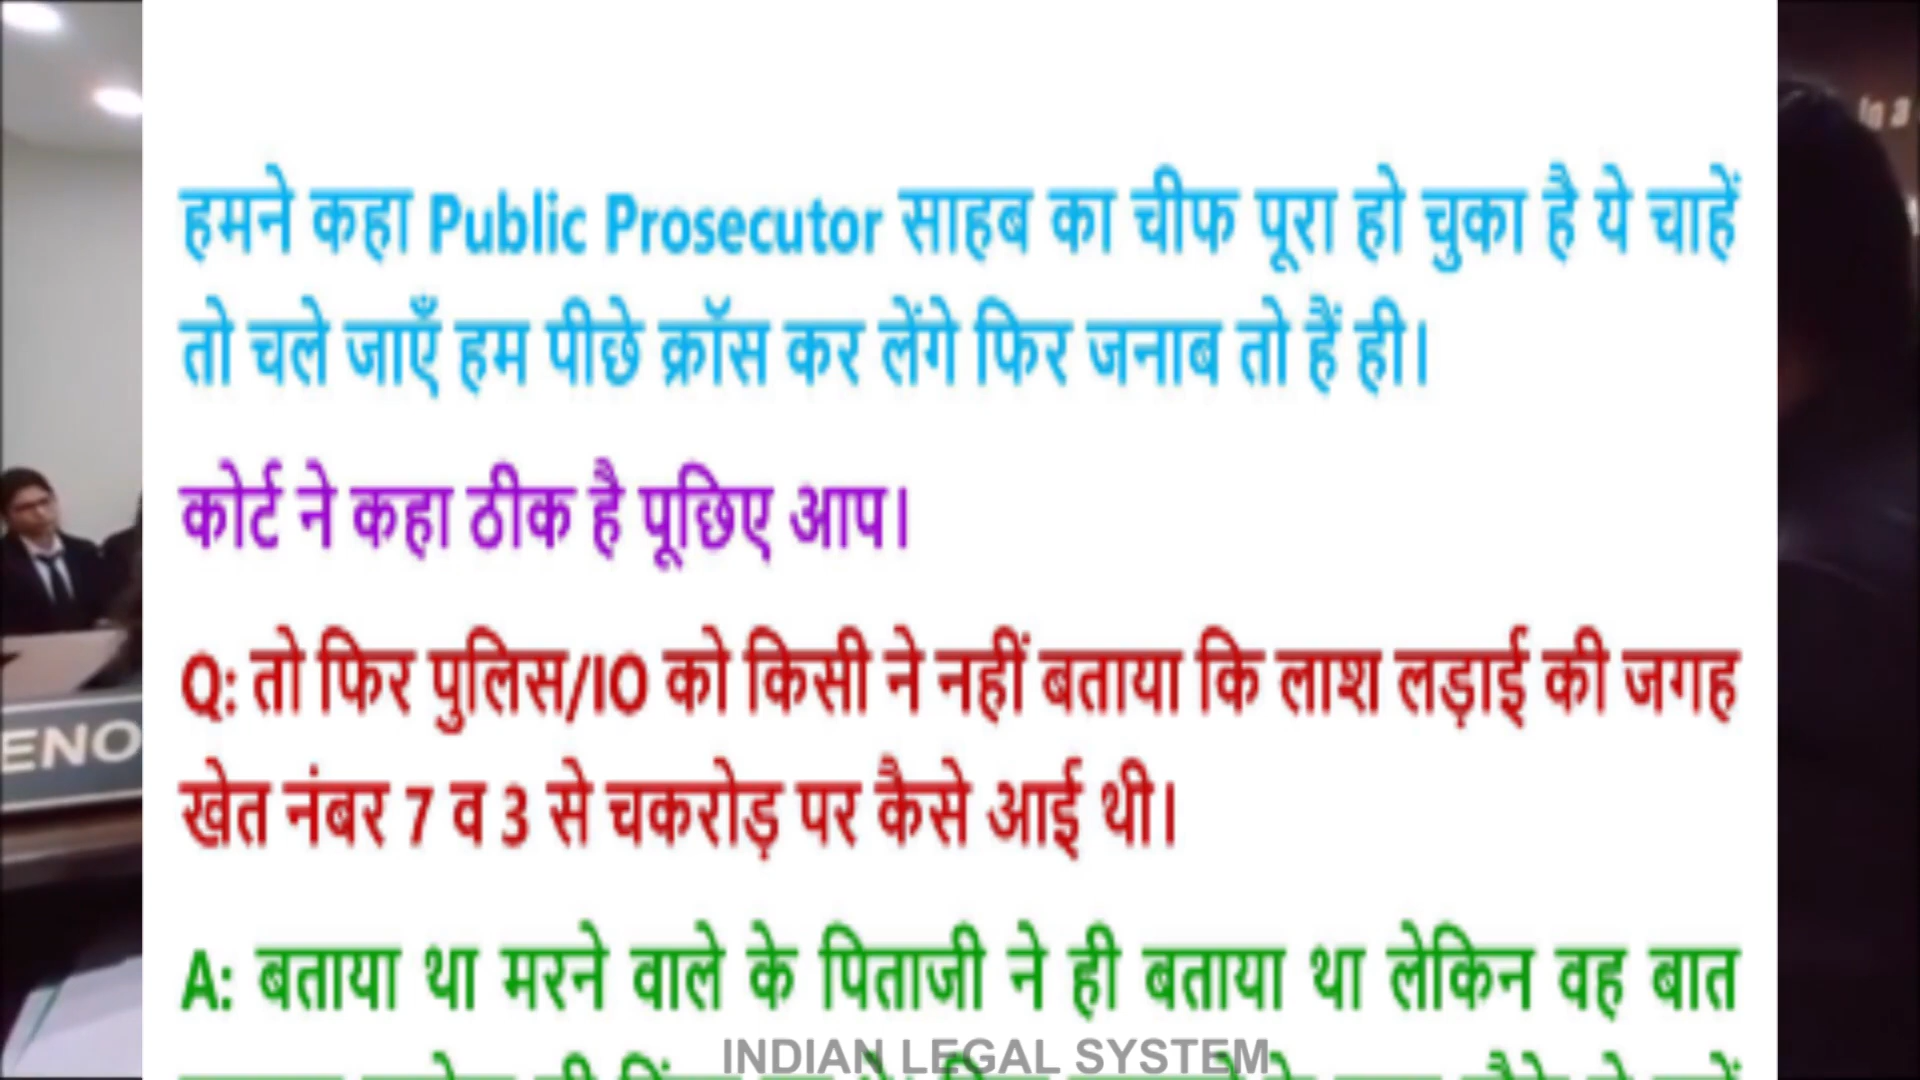 हमने कहा Public Prosecutor साहब का चीफ पूरा हो चुका है ये चाहें
तो चले जाएँ हम पीछे क्रॉस कर लेंगे फिर जनाब तो हैं ही।
कोर्ट ने कहा ठीक है पूछिए आप।
Q: तो फिर पुलिस/IO को किसी ने नहीं बताया कि लाश लड़ाई की जगह
खेत नंबर 7 व 3 से चकरोड़ पर कैसे आई थी।
A: बताया था मरने वाले के पिताजी ने ही बताया था लेकिन वह बात
INDIAN LEGAL SYSTEM
ENO